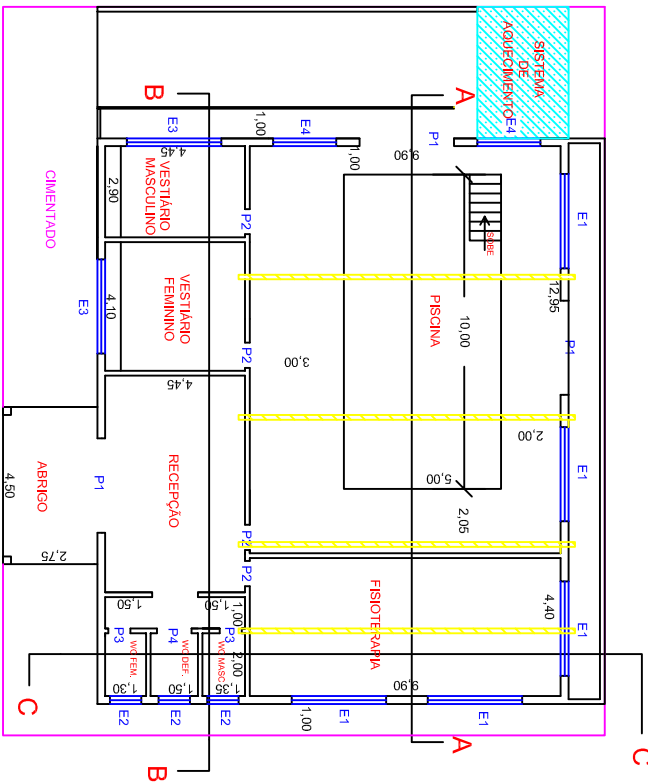 SISTEMA
DE
AQUECIMENTO
E4
A
B
E3
1,00
E4
P1
9,90
1,00
4,45
VESTIÁRIO
MASCULINO
2,90
P2
SOBE
E1
CIMENTADO
12,95
E3
4,10
VESTIÁRIO
FEMININO
P2
3,00
PISCINA
10,00
P1
4,45
2,00
E1
5,00
2,05
ABRIGO
4,50
2,75
P1
RECEPÇÃO
P2
P2
FISIOTERAPIA
4,40
E1
1,50
1,50
1,00
P3
P4
P3
WC FEM.
WC DEF.
WC MASC
2,00
1,30
1,50
1,35
9,90
E2
E2
E2
1,00
E1
E1
C
B
A
C